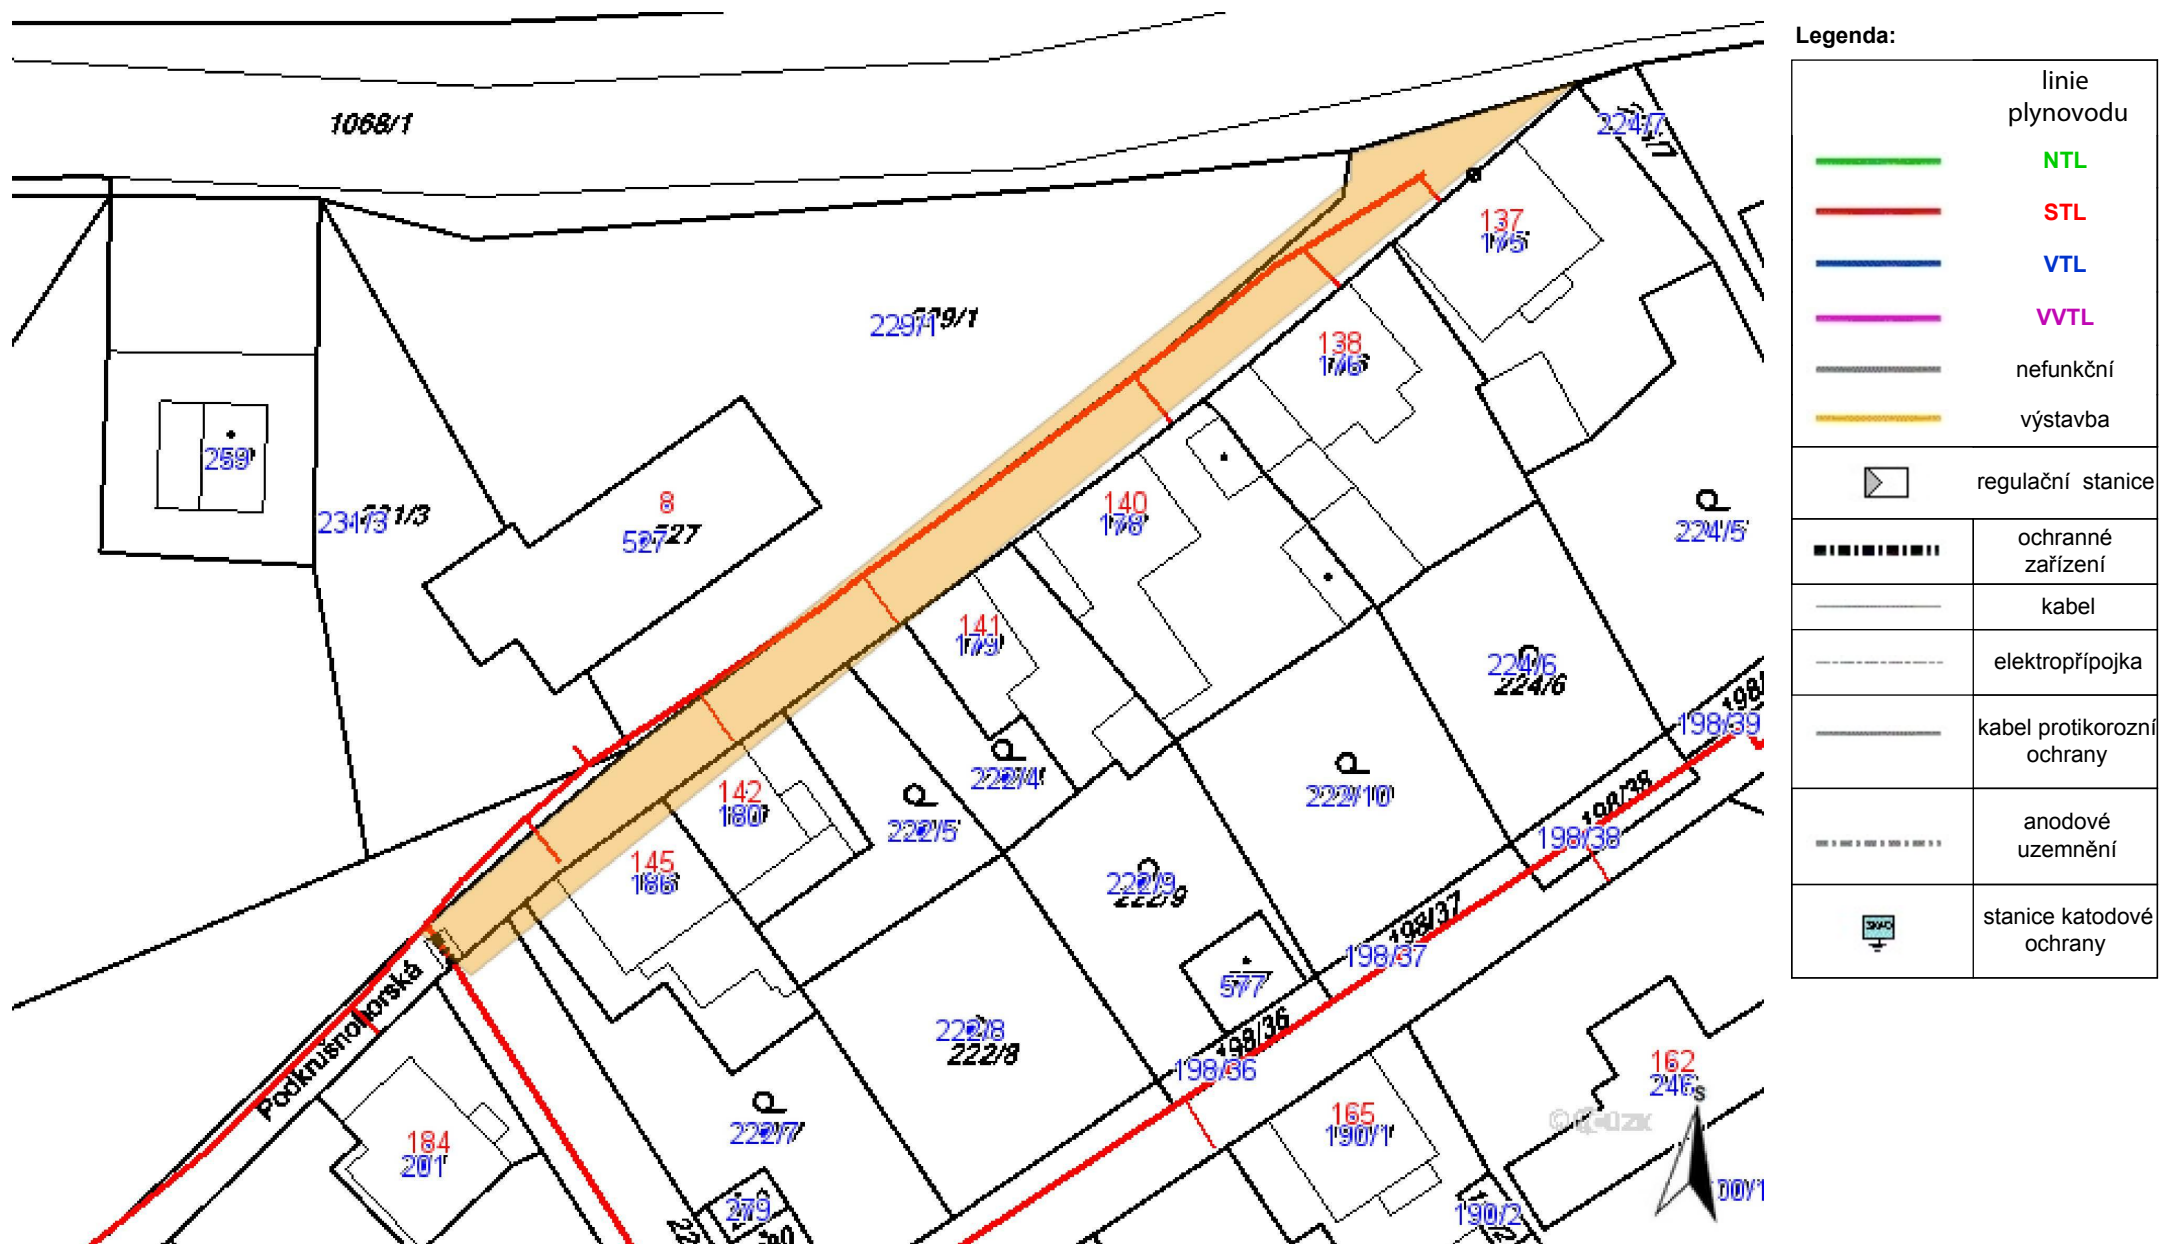 1068/1
224/7
137
175
229/1
229/1
138
176
259
231/3
231/3
8
527
527
140
178
224/5
141
179
224/6
224/6
198/39
222/4
222/10
142
180
222/5
198/38
198/38
145
186
222/9
222/9
198/37
198/37
577
Podkrušnohorská
222/8
222/8
198/36
198/36
162
246
S
184
201
222/7
165
190/1
279
190/2
Legenda:
linie
plynovodu
NTL
STL
VTL
VVTL
nefunkční
výstavba
regulační stanice
ochranné
zařízení
kabel
elektropřípojka
kabel protikorozní
ochrany
anodové
uzemnění
stanice katodové
ochrany